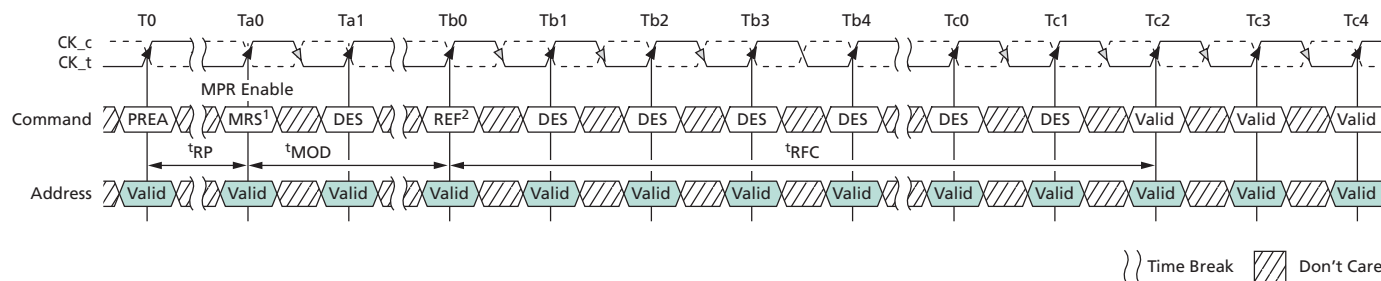 T0 Ta0 Ta1 Tb0 Tb1 Tb2 Tb3 Tb4 Tc0 Tc1 Tc2 Tc3 Tc4
CK_c
CK_t
MPR Enable
Command PREA MRS¹ DES REF² DES DES DES DES DES DES Valid Valid Valid
ᵗRP ᵗMOD ᵗRFC
Address Valid Valid Valid Valid Valid Valid Valid Valid Valid Valid Valid Valid Valid
Time Break Don't Care